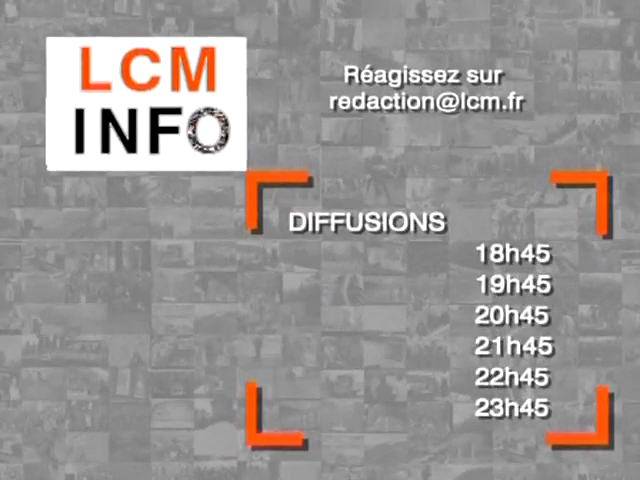 LCM
INFO
Réagissez sur
redaction@lcm.fr
DIFFUSIONS
18h45
19h45
20h45
21h45
22h45
23h45